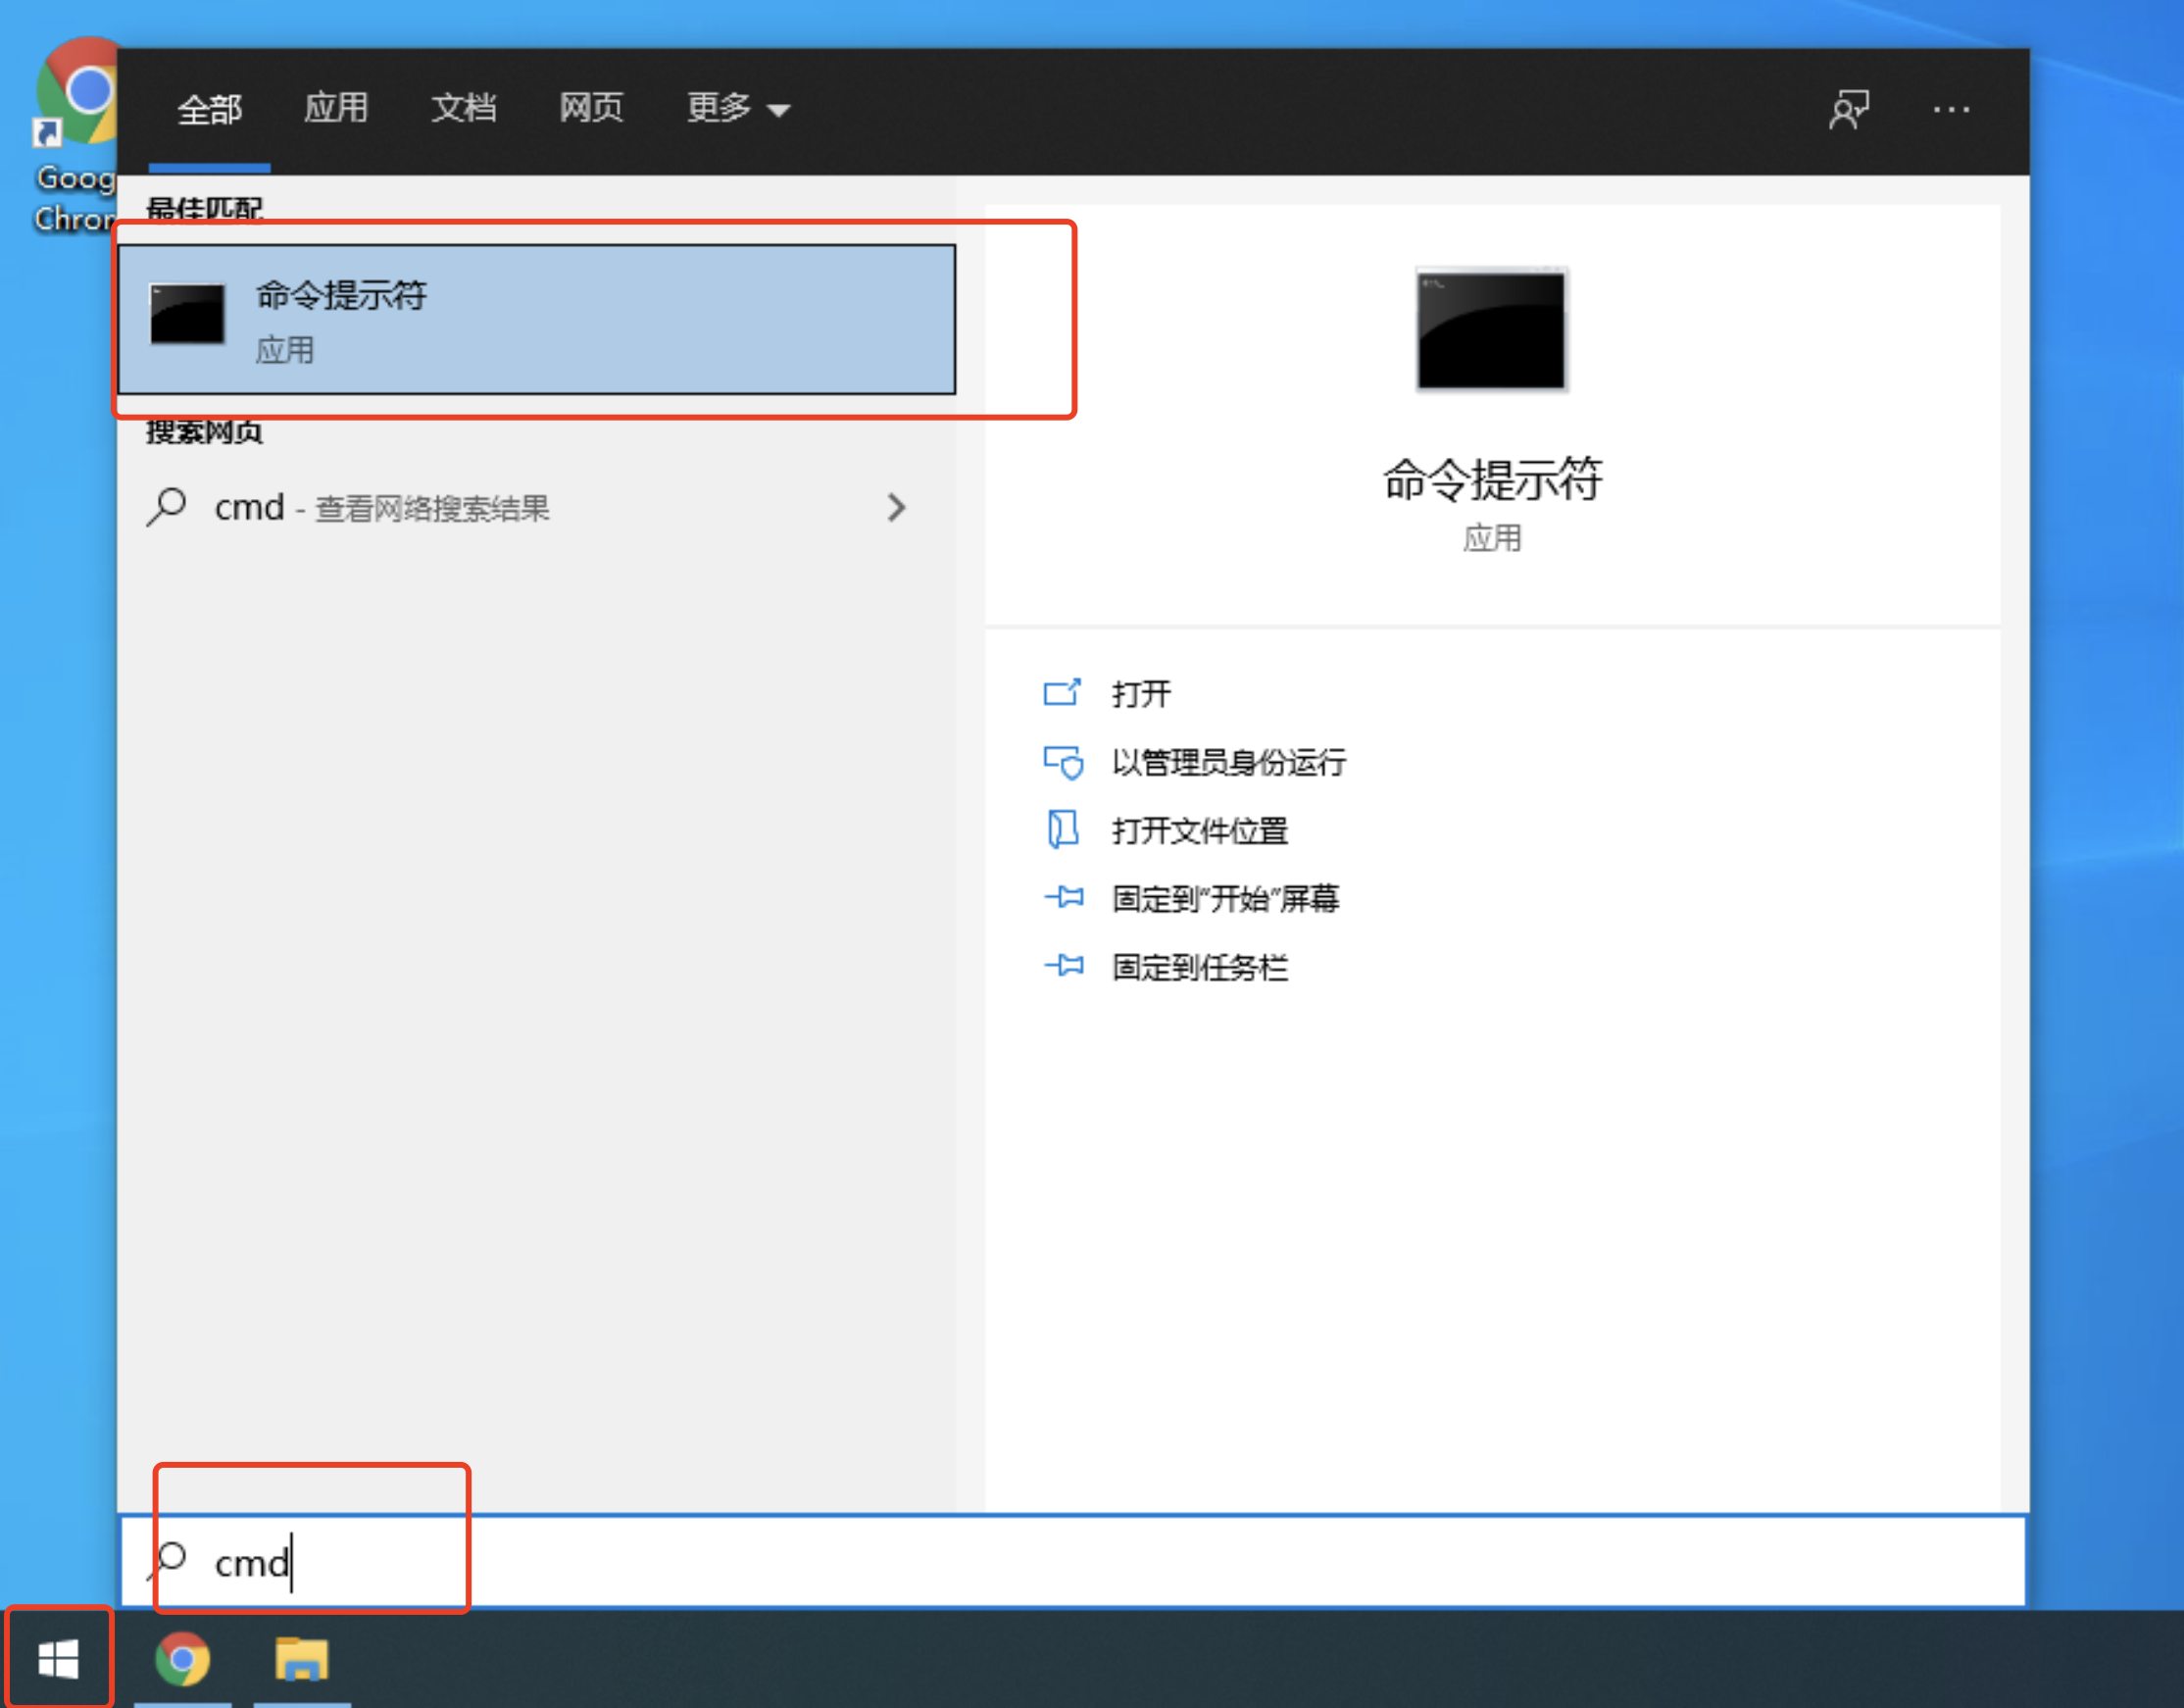 Goog
Chron
全部
应用
文档
网页
更多
最佳匹配
命令提示符
应用
搜索网页
cmd - 查看网络搜索结果
命令提示符
应用
打开
以管理员身份运行
打开文件位置
固定到"开始"屏幕
固定到任务栏
cmd